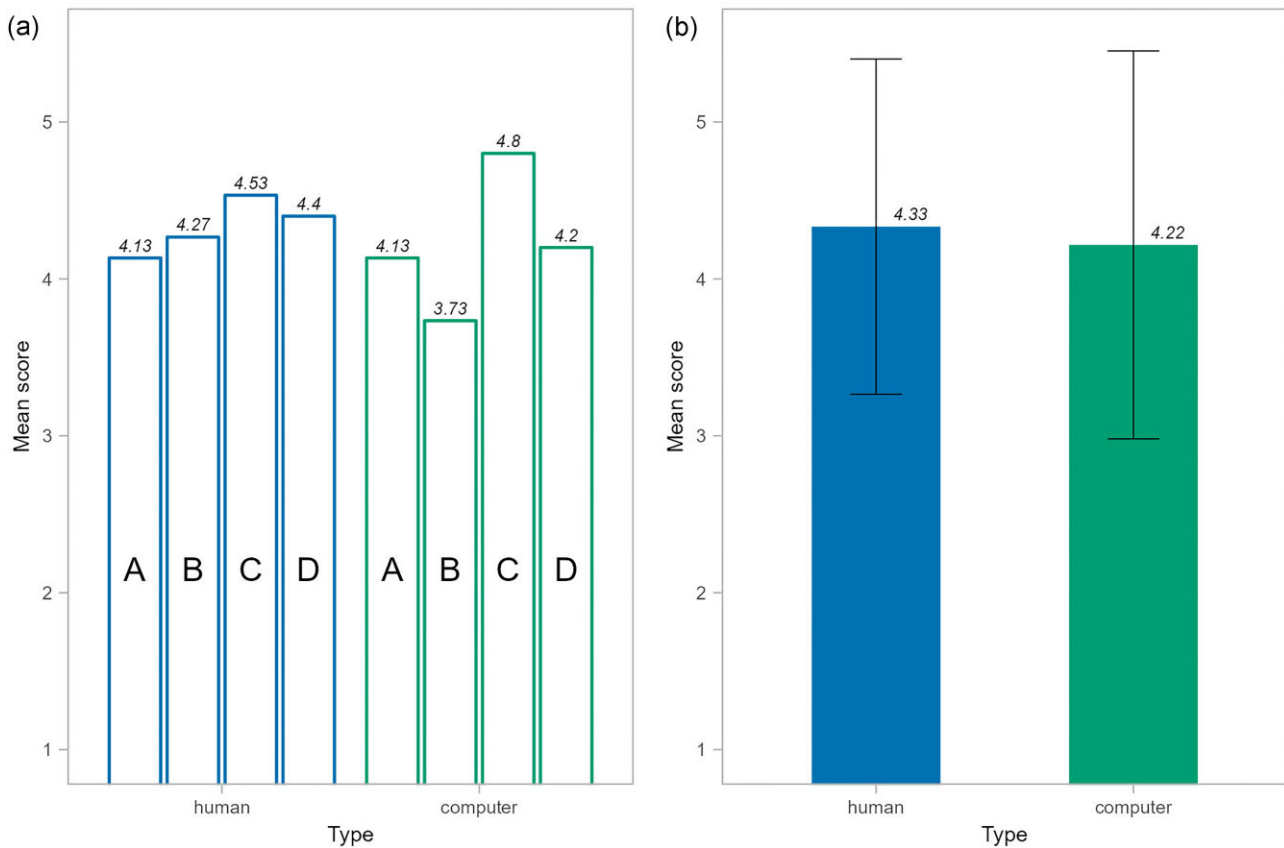 (a)
5
4
3
2
1
Mean score
4.13
4.27
4.53
4.4
4.13
3.73
4.8
4.2
A B C D A B C D
human computer
Type
(b)
5
4
3
2
1
Mean score
4.33
4.22
human computer
Type